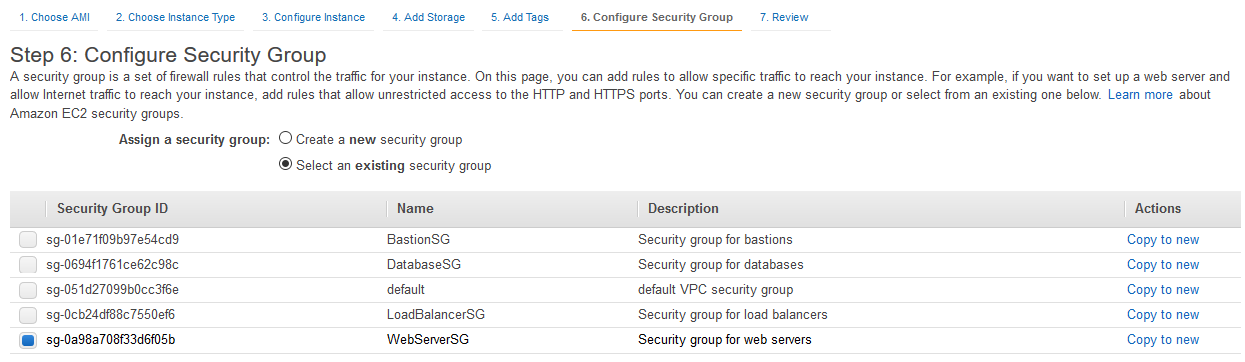 1. Choose AMI 2. Choose Instance Type 3. Configure Instance 4. Add Storage 5. Add Tags 6. Configure Security Group 7. Review
Step 6: Configure Security Group
A security group is a set of firewall rules that control the traffic for your instance. On this page, you can add rules to allow specific traffic to reach your instance. For example, if you want to set up a web server and
allow Internet traffic to reach your instance, add rules that allow unrestricted access to the HTTP and HTTPS ports. You can create a new security group or select from an existing one below. Learn more about
Amazon EC2 security groups.
Assign a security group: Create a new security group
Select an existing security group
Security Group ID Name Description Actions
sg-01e71f09b97e54cd9 BastionSG Security group for bastions Copy to new
sg-0694f1761ce62c98c DatabaseSG Security group for databases Copy to new
sg-051d27099b0cc3f6e default default VPC security group Copy to new
sg-0cb24df88c7550ef6 LoadBalancerSG Security group for load balancers Copy to new
sg-0a98a708f33d6f05b WebServerSG Security group for web servers Copy to new